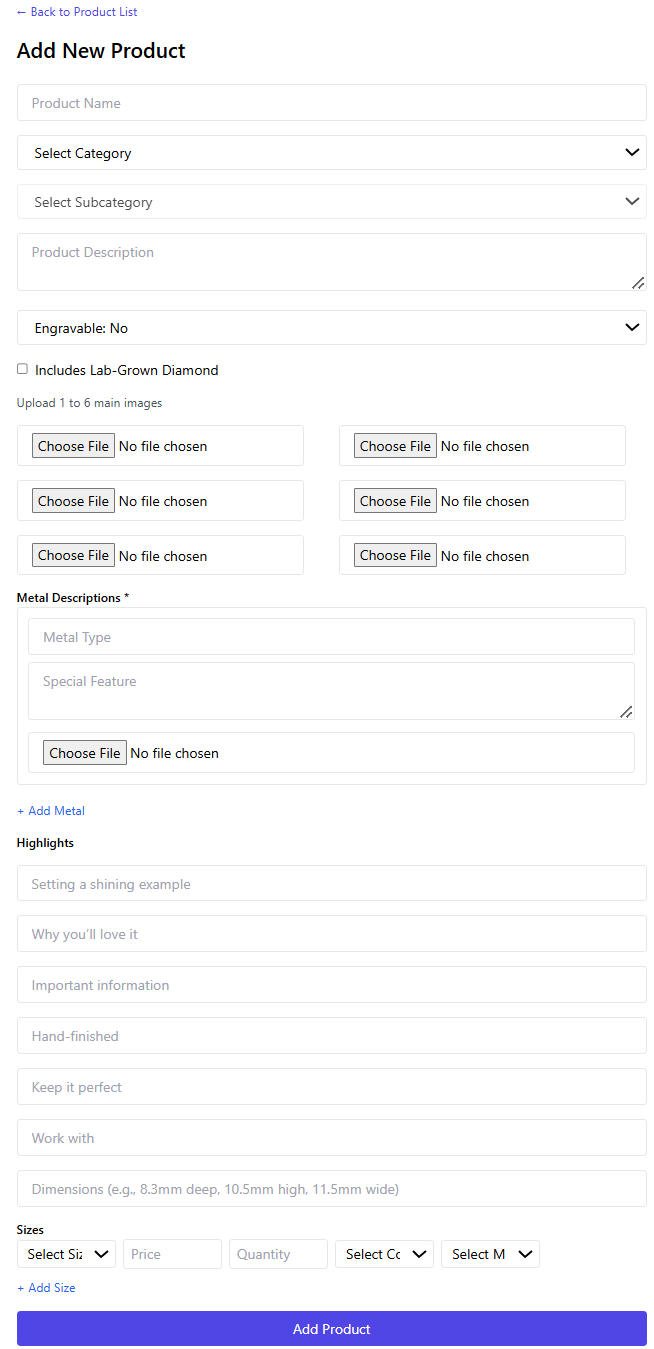 ← Back to Product List
Add New Product
Product Name
Select Category
Select Subcategory
Product Description
Engravable: No
Includes Lab-Grown Diamond
Upload 1 to 6 main images
Choose File No file chosen Choose File No file chosen
Choose File No file chosen Choose File No file chosen
Choose File No file chosen Choose File No file chosen
Metal Descriptions *
Metal Type
Special Feature
Choose File No file chosen
+ Add Metal
Highlights
Setting a shining example
Why you’ll love it
Important information
Hand-finished
Keep it perfect
Work with
Dimensions (e.g., 8.3mm deep, 10.5mm high, 11.5mm wide)
Sizes
Select Siz Price Quantity Select Co Select M
+ Add Size
Add Product